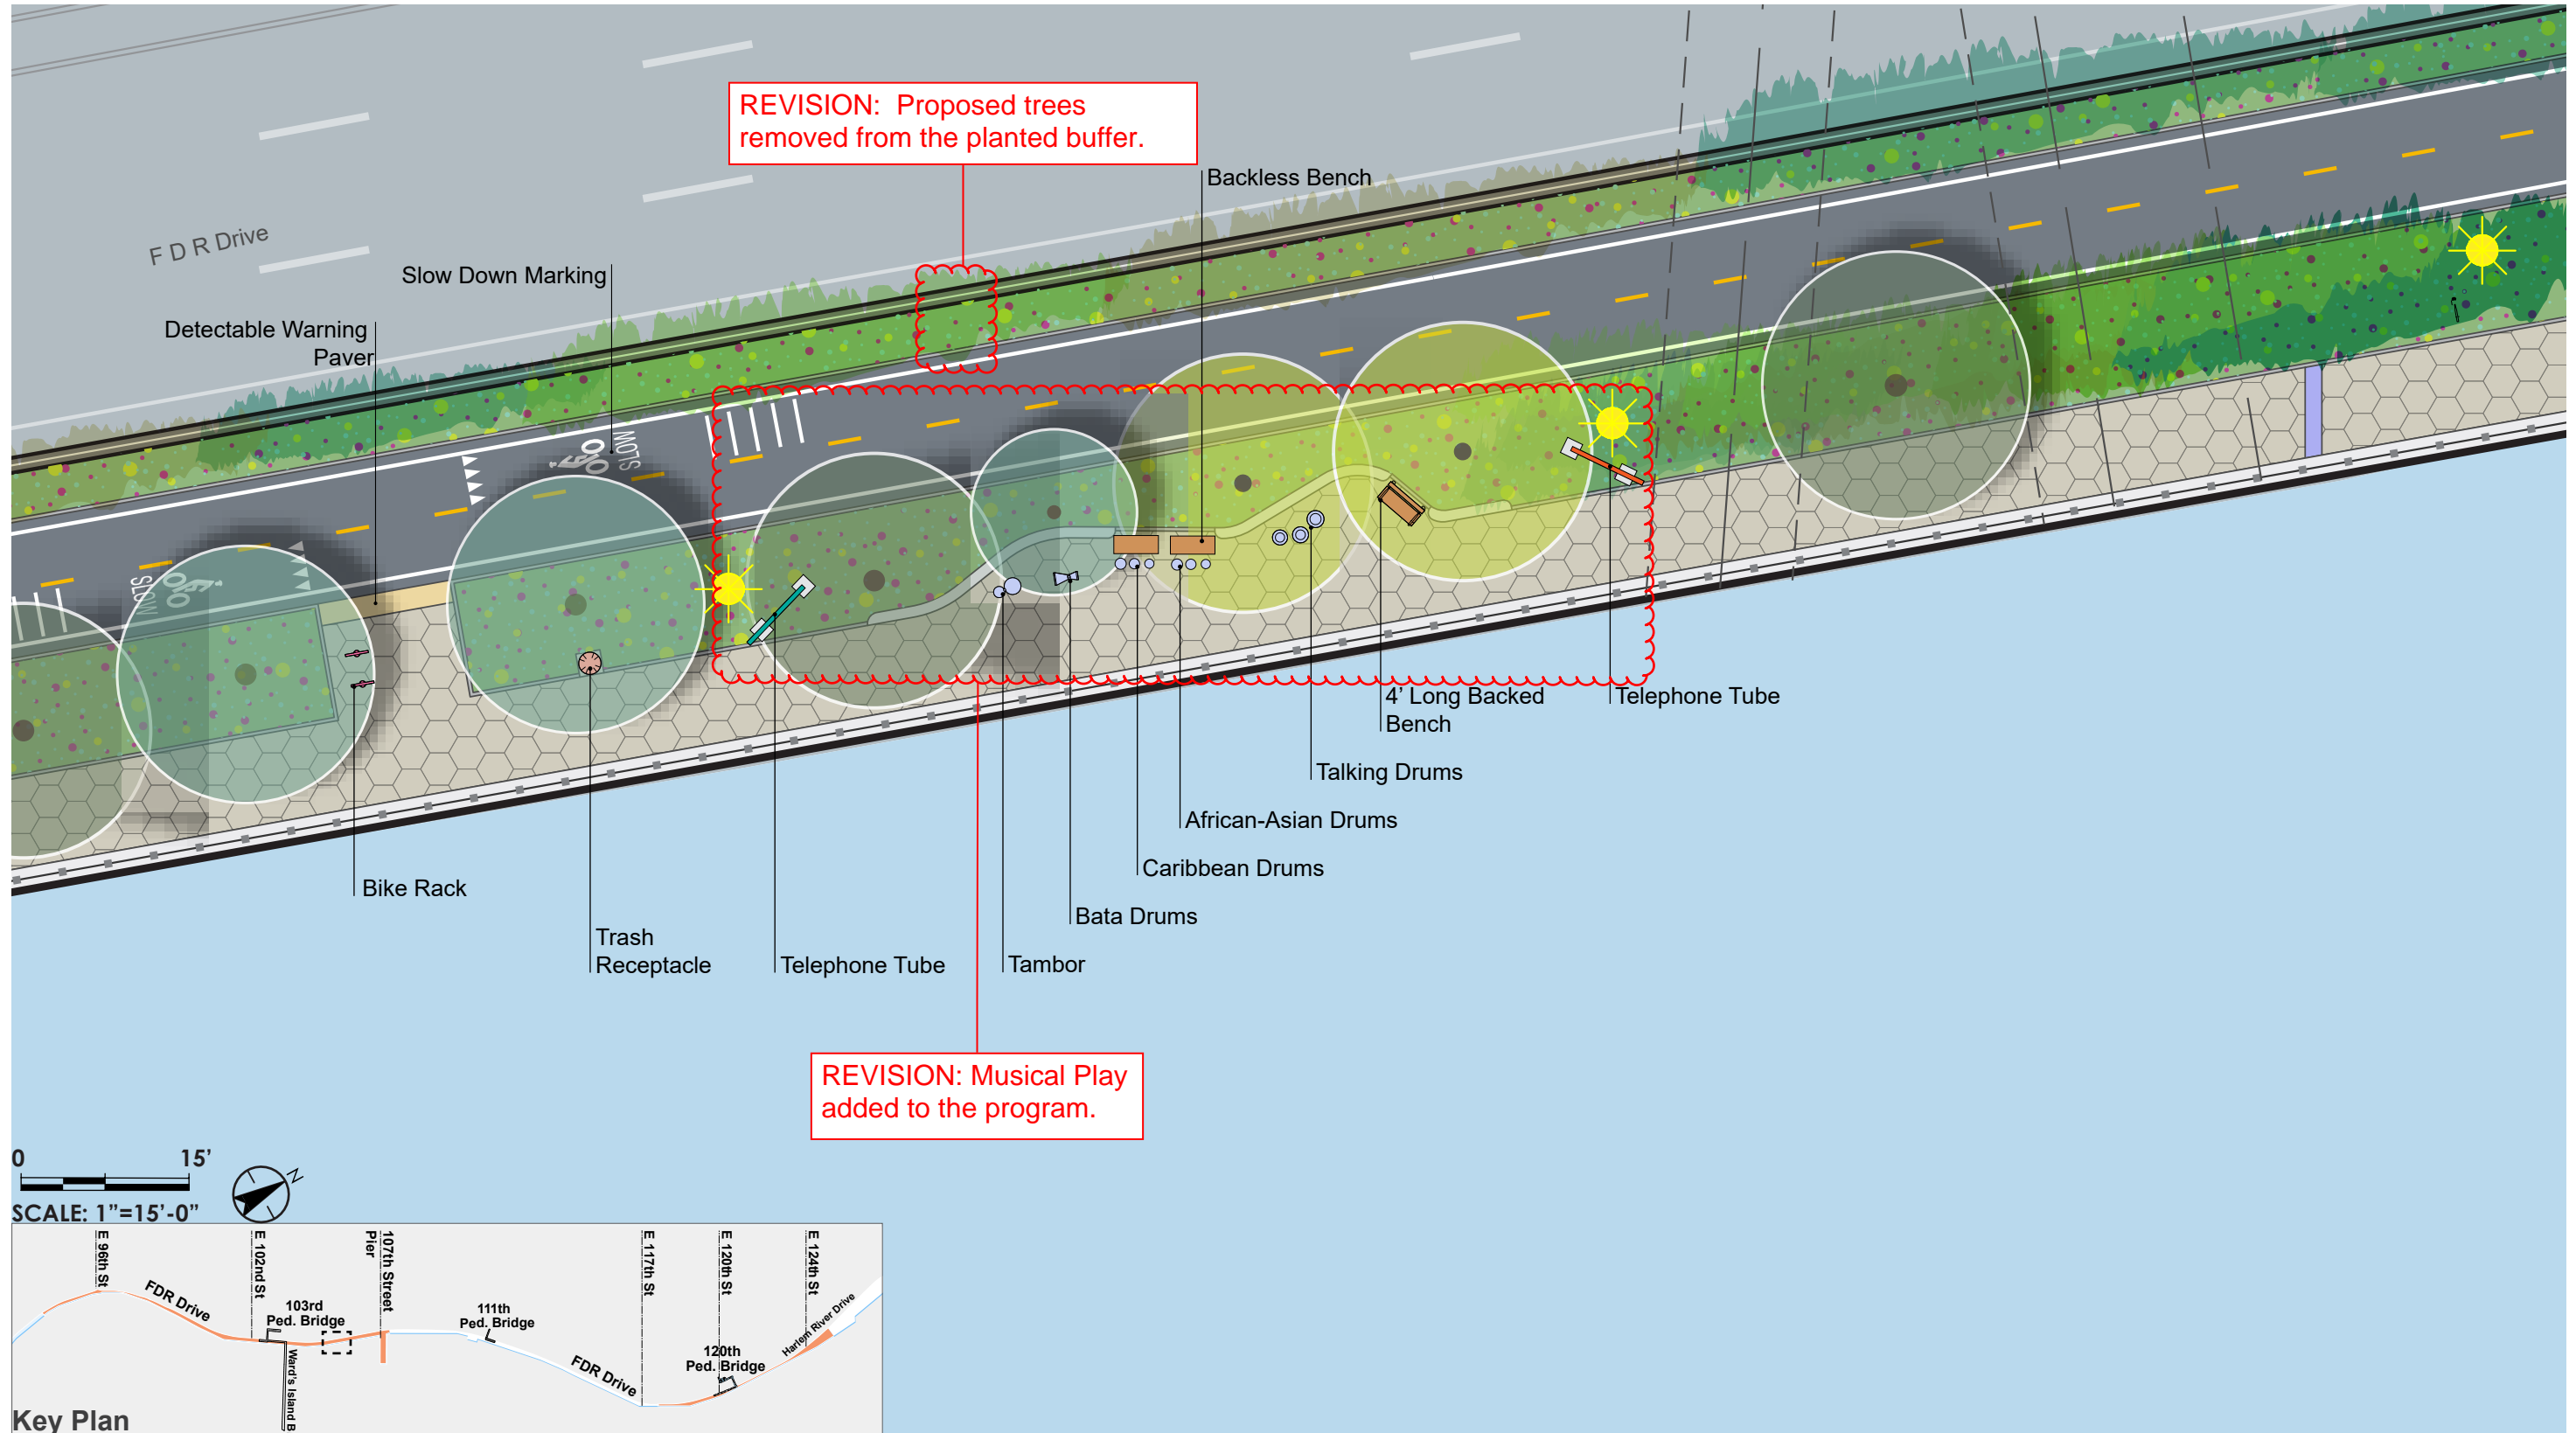 REVISION:  Proposed trees
removed from the planted buffer.
Backless Bench
F D R Drive
Slow Down Marking
Detectable Warning
Paver
SLOW
SLOW
4’ Long Backed
Bench
Telephone Tube
Talking Drums
African-Asian Drums
Caribbean Drums
Bike Rack
Bata Drums
Trash
Receptacle
Telephone Tube
Tambor
REVISION: Musical Play
added to the program.
0 15’
N
SCALE: 1”=15’-0”
E 96th St
E 102nd St
107th Street
Pier
E 117th St
E 120th St
E 124th St
FDR Drive
103rd
Ped. Bridge
111th
Ped. Bridge
Harlem River Drive
120th
Ped. Bridge
FDR Drive
Ward's Island B
Key Plan